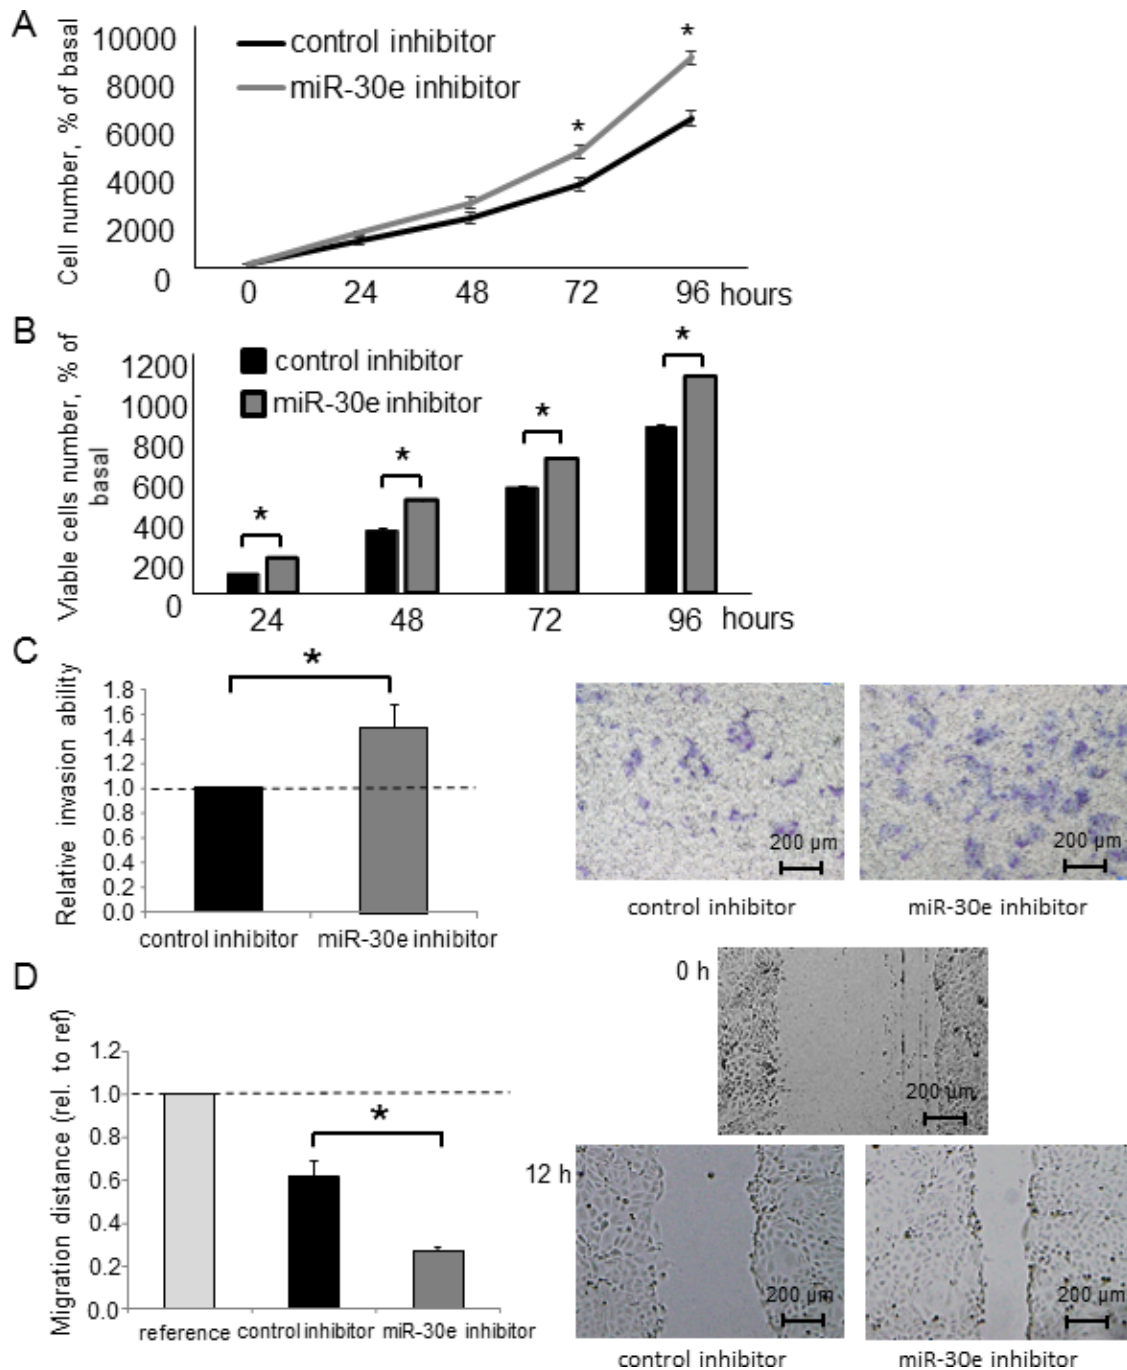 A
Cell number, % of basal
10000
8000
6000
4000
2000
0
control inhibitor
miR-30e inhibitor
*
*
0 24 48 72 96 hours
B
Viable cells number, % of
basal
1200
1000
800
600
400
200
0
control inhibitor
miR-30e inhibitor
*
*
*
*
24 48 72 96 hours
C
Relative invasion ability
1.8
1.6
1.4
1.2
1.0
0.8
0.6
0.4
0.2
0.0
*
control inhibitor miR-30e inhibitor
200 µm
200 µm
control inhibitor miR-30e inhibitor
D
Migration distance (rel. to ref)
1.2
1.0
0.8
0.6
0.4
0.2
0.0
*
reference control inhibitor miR-30e inhibitor
0 h
200 µm
12 h
200 µm
200 µm
control inhibitor miR-30e inhibitor